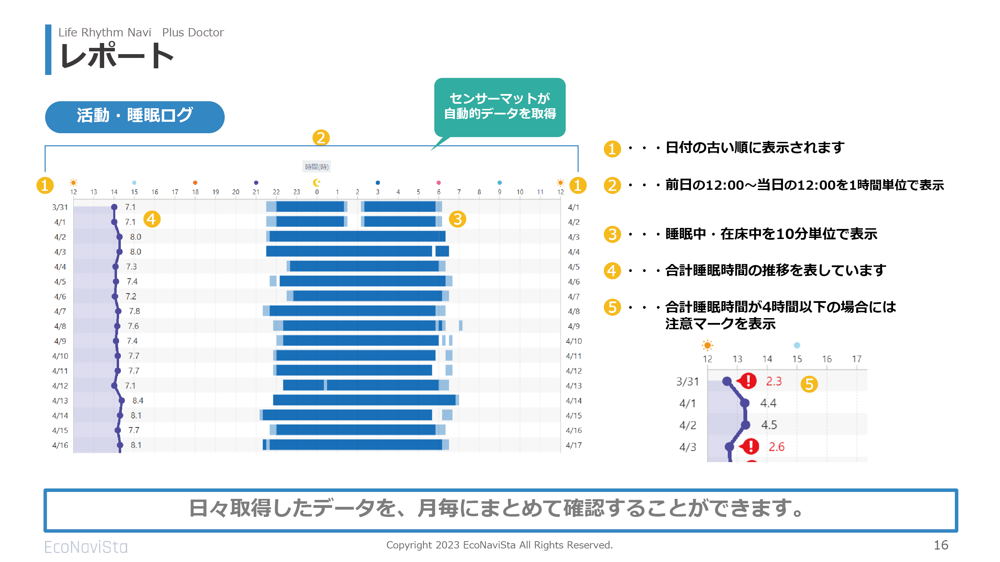 Life Rhythm Navi　Plus Doctor
レポート
センサーマットが
自動的データを取得
活動・睡眠ログ
2
時間(時)
1
1
12 13 14 15 16 17 18 19 20 21 22 23 0 1 2 3 4 5 6 7 8 9 10 11 12
3/31 7.1 4/1
4 3
4/1 7.1 4/2
4/2 8.0 4/3
4/3 8.0 4/4
4/4 7.3 4/5
4/5 7.4 4/6
4/6 7.2 4/7
4/7 7.8 4/8
4/8 7.6 4/9
4/9 7.4 4/10
4/10 7.7 4/11
4/11 7.7 4/12
4/12 7.1 4/13
4/13 8.4 4/14
4/14 8.1 4/15
4/15 7.7 4/16
4/16 8.1 4/17
1 ・・・日付の古い順に表示されます
2 ・・・前日の12:00～当日の12:00を1時間単位で表示
3 ・・・睡眠中・在床中を10分単位で表示
4 ・・・合計睡眠時間の推移を表しています
5 ・・・合計睡眠時間が4時間以下の場合には
注意マークを表示
12 13 14 15 16 17
3/31 ! 2.3 5
4/1 4.4
4/2 4.5
4/3 ! 2.6
日々取得したデータを、月毎にまとめて確認することができます。
EcoNaviSta
Copyright 2023 EcoNaviSta All Rights Reserved.
16